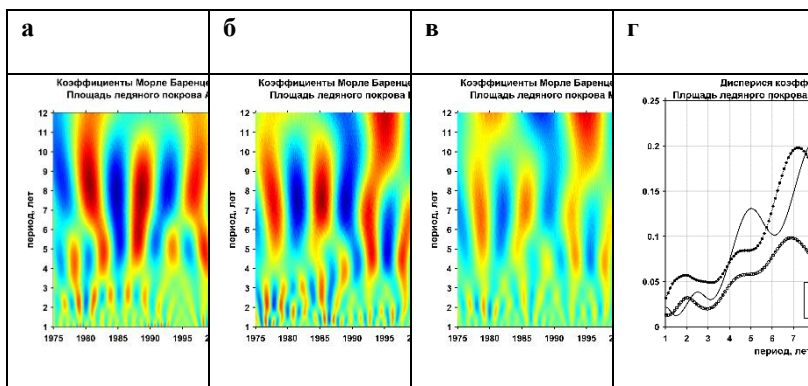 а
б
в
г
Коэффициенты Морле Баренце
Площадь ледяного покрова
12
11
10
9
8
7
6
5
4
3
2
1
период, лет
1975 1980 1985 1990 1995
Коэффициенты Морле Баренце
Площадь ледяного покрова
12
11
10
9
8
7
6
5
4
3
2
1
период, лет
1975 1980 1985 1990 1995
Коэффициенты Морле Баренце
Площадь ледяного покрова
12
11
10
9
8
7
6
5
4
3
2
1
период, лет
1975 1980 1985 1990 1995
Дисперсия коэфф
Площадь ледяного покрова
0.25
0.2
0.15
0.1
0.05
0
1 2 3 4 5 6 7
период, лет